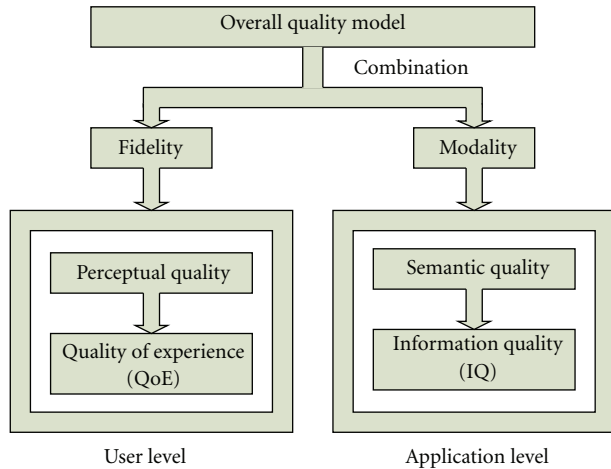 Overall quality model
Combination
Fidelity
Modality
Perceptual quality
Quality of experience
(QoE)
User level
Semantic quality
Information quality
(IQ)
Application level